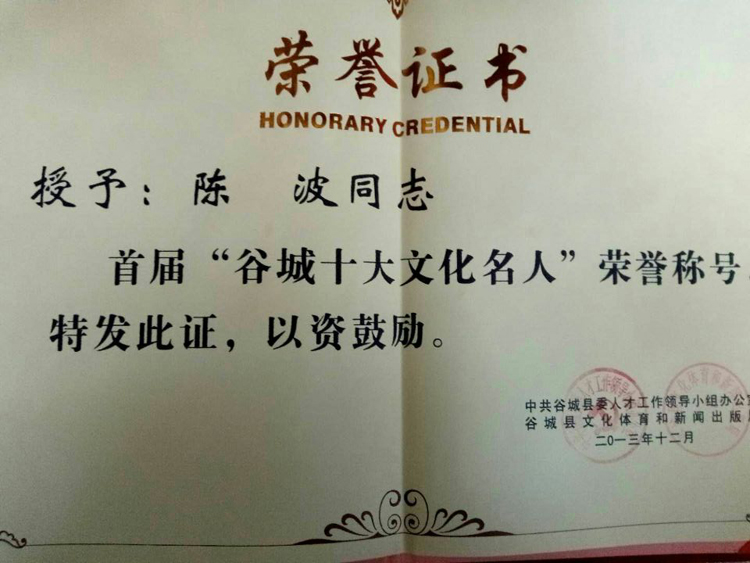 荣誉证书
HONORARY CREDENTIAL
授予：陈 波同志
首届“谷城十大文化名人”荣誉称号
特发此证，以资鼓励。
中共谷城县委人才工作领导小组办公室
谷城县文化体育和新闻出版局
二0一三年十二月